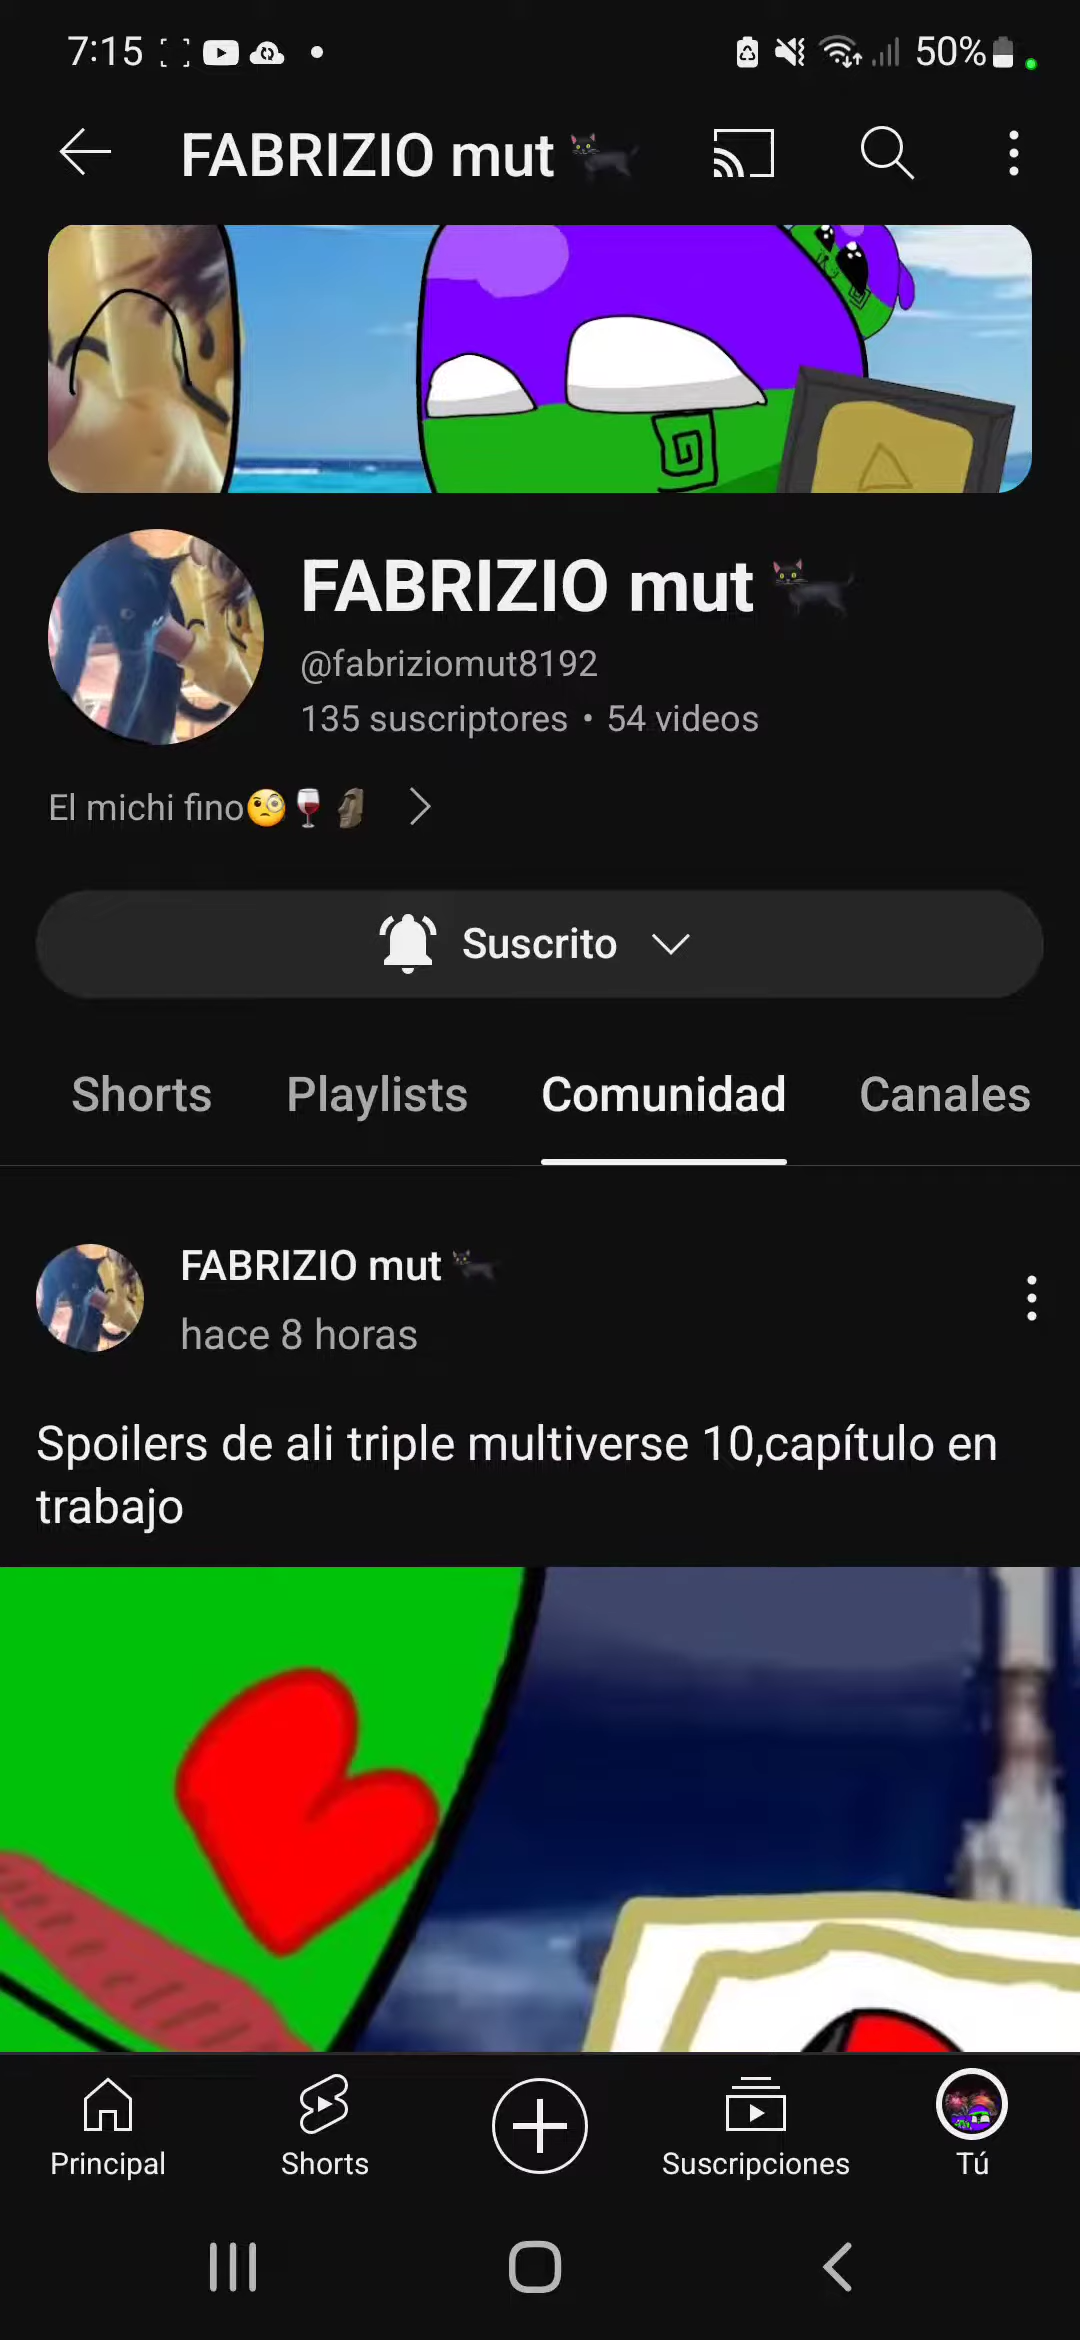 7:15 50%
FABRIZIO mut 🐈‍⬛
FABRIZIO mut 🐈‍⬛
@fabriziomut8192
135 suscriptores • 54 videos
El michi fino🧐🍷🗿
Suscrito
Shorts Playlists Comunidad Canales
FABRIZIO mut 🐈‍⬛
hace 8 horas
Spoilers de ali triple multiverse 10,capítulo en
trabajo
Principal Shorts Suscripciones Tú